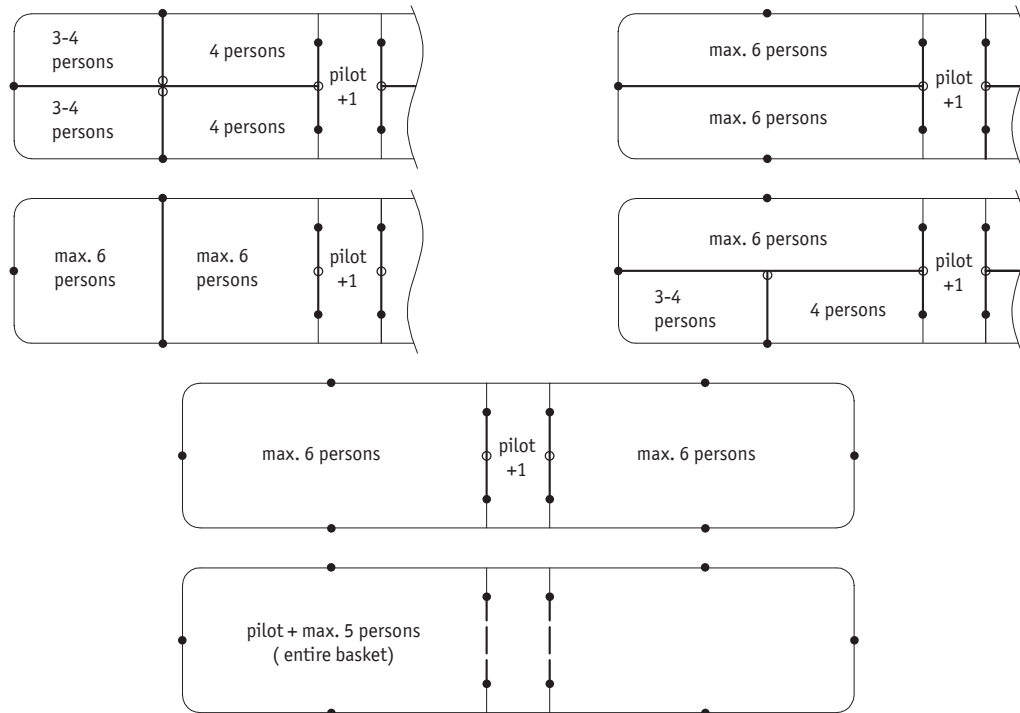 3-4
persons
4 persons
pilot
+1
3-4
persons
4 persons
max. 6 persons
pilot
+1
max. 6 persons
max. 6
persons
max. 6
persons
pilot
+1
max. 6 persons
pilot
+1
3-4
persons
4 persons
max. 6 persons
pilot
+1
max. 6 persons
pilot + max. 5 persons
( entire basket)